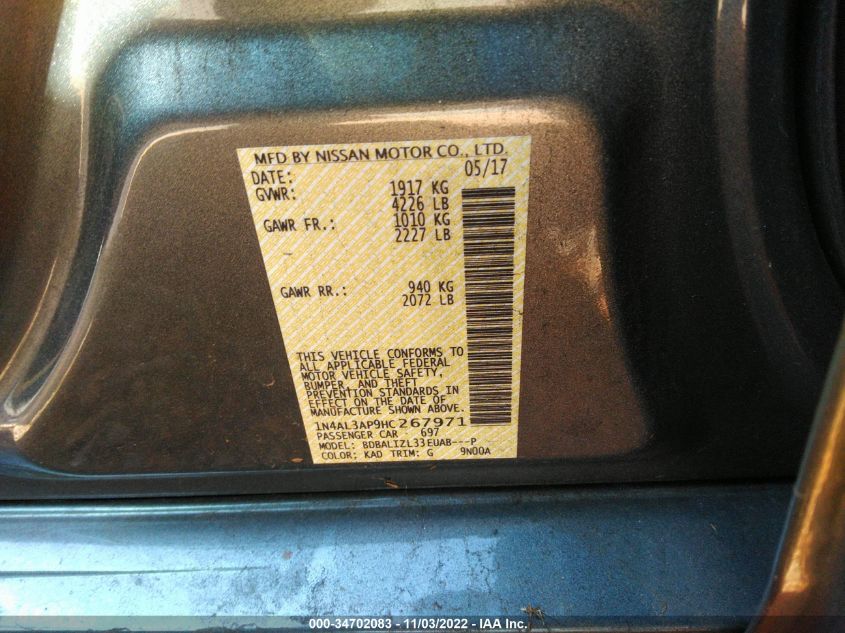 MFD BY NISSAN MOTOR CO., LTD.
DATE: 05/17
GVWR: 1917 KG
4226 LB
GAWR FR.: 1010 KG
2227 LB
GAWR RR.: 940 KG
2072 LB
THIS VEHICLE CONFORMS TO
ALL APPLICABLE FEDERAL
MOTOR VEHICLE SAFETY,
BUMPER, AND THEFT
PREVENTION STANDARDS IN
EFFECT ON THE DATE OF
MANUFACTURE SHOWN ABOVE.
1N4AL3AP9HC267971
PASSENGER CAR 697
MODEL: BDBALIZL33EUAB---P
COLOR: KAD TRIM: G 9N00A
000-34702083 - 11/03/2022 - IAA Inc.